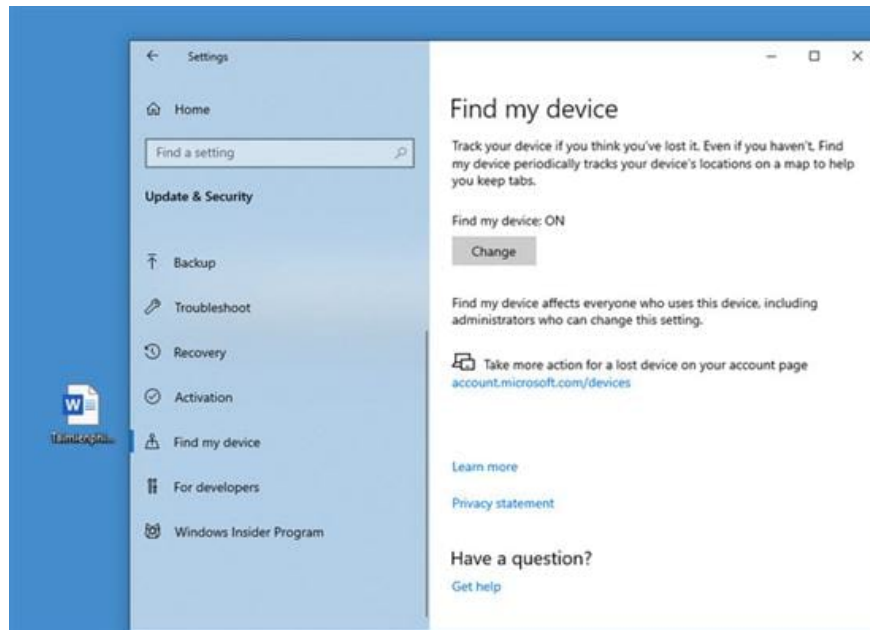 Settings
Home
Find a setting
Update & Security
Backup
Troubleshoot
Recovery
Activation
Find my device
For developers
Windows Insider Program
Find my device
Track your device if you think you've lost it. Even if you haven't, Find
my device periodically tracks your device's locations on a map to help
you keep tabs.
Find my device: ON
Change
Find my device affects everyone who uses this device, including
administrators who can change this setting.
Take more action for a lost device on your account page
account.microsoft.com/devices
Learn more
Privacy statement
Have a question?
Get help
W